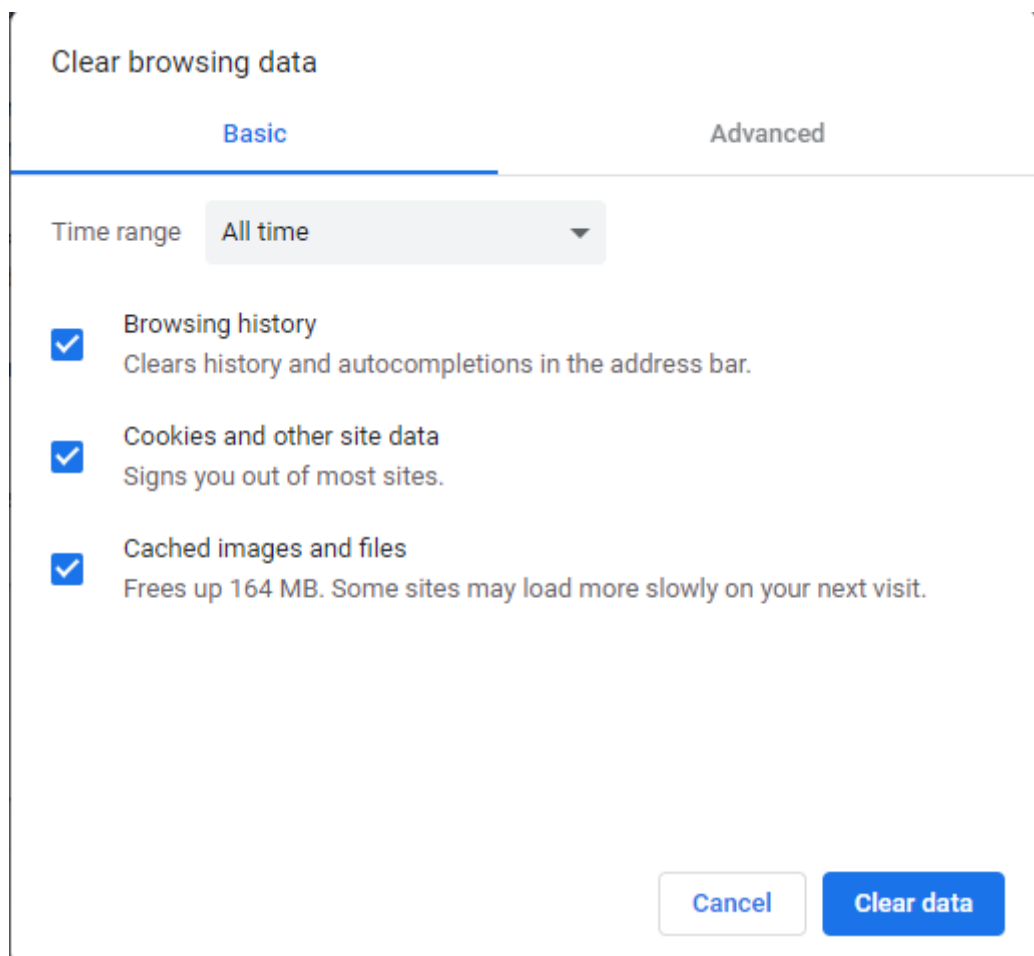 Clear browsing data
Basic
Advanced
Time range
All time
Browsing history
Clears history and autocompletions in the address bar.
Cookies and other site data
Signs you out of most sites.
Cached images and files
Frees up 164 MB. Some sites may load more slowly on your next visit.
Cancel
Clear data